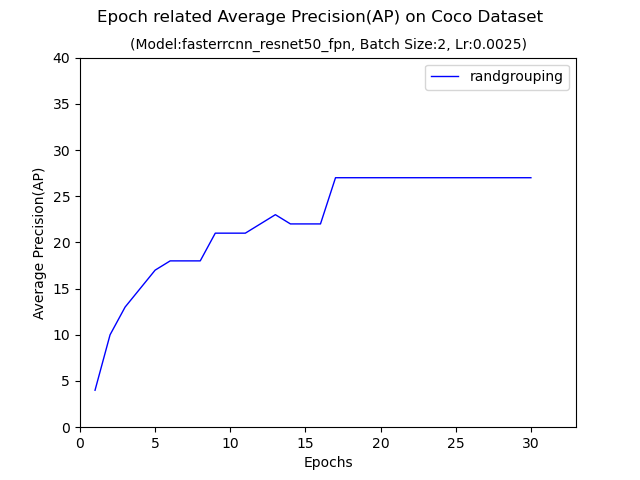 Epoch related Average Precision(AP) on Coco Dataset
(Model:fasterrcnn_resnet50_fpn, Batch Size:2, Lr:0.0025)
randgrouping
40
35
30
25
20
15
10
5
0
Average Precision(AP)
0 5 10 15 20 25 30
Epochs